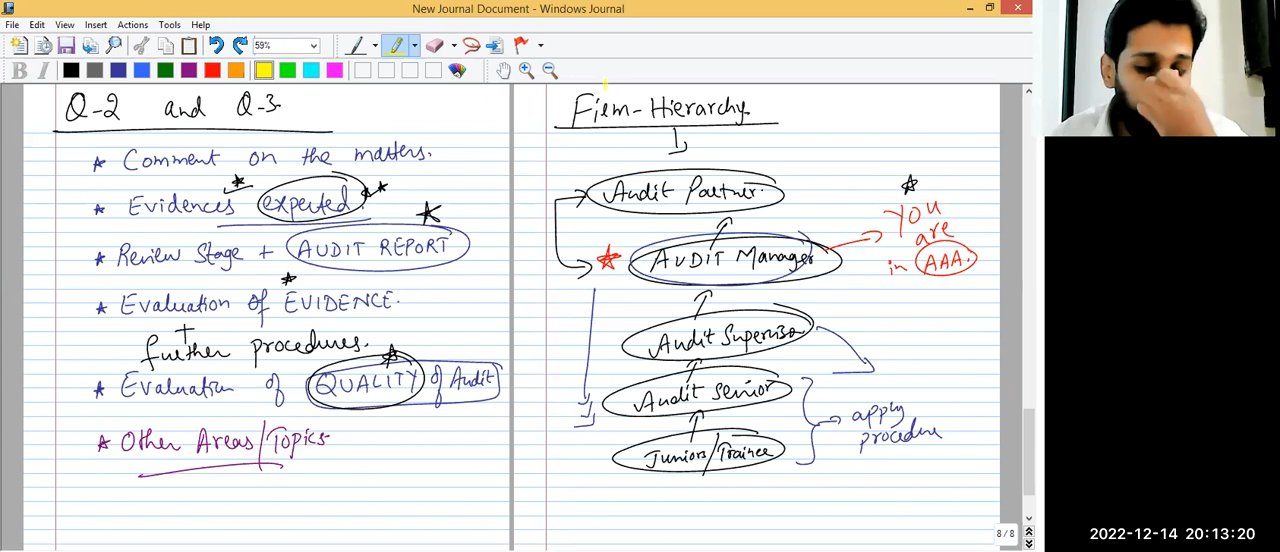 New Journal Document - Windows Journal
File Edit View Insert Actions Tools Help
59%
B I
Q-2 and Q-3
★ Comment on the matters.
★ Evidences expected
★ Review Stage + AUDIT REPORT
★ Evaluation of EVIDENCE.
+
further procedures.
★ Evaluation of QUALITY of Audit
★ Other Areas/Topics
Firm-Hierarchy
Audit Partner
AUDIT Manager
YOU
are
in AAA.
Audit Supervisor
Audit Senior
Juniors/Trainee
apply
procedure
8 / 8
2022-12-14 20:13:20